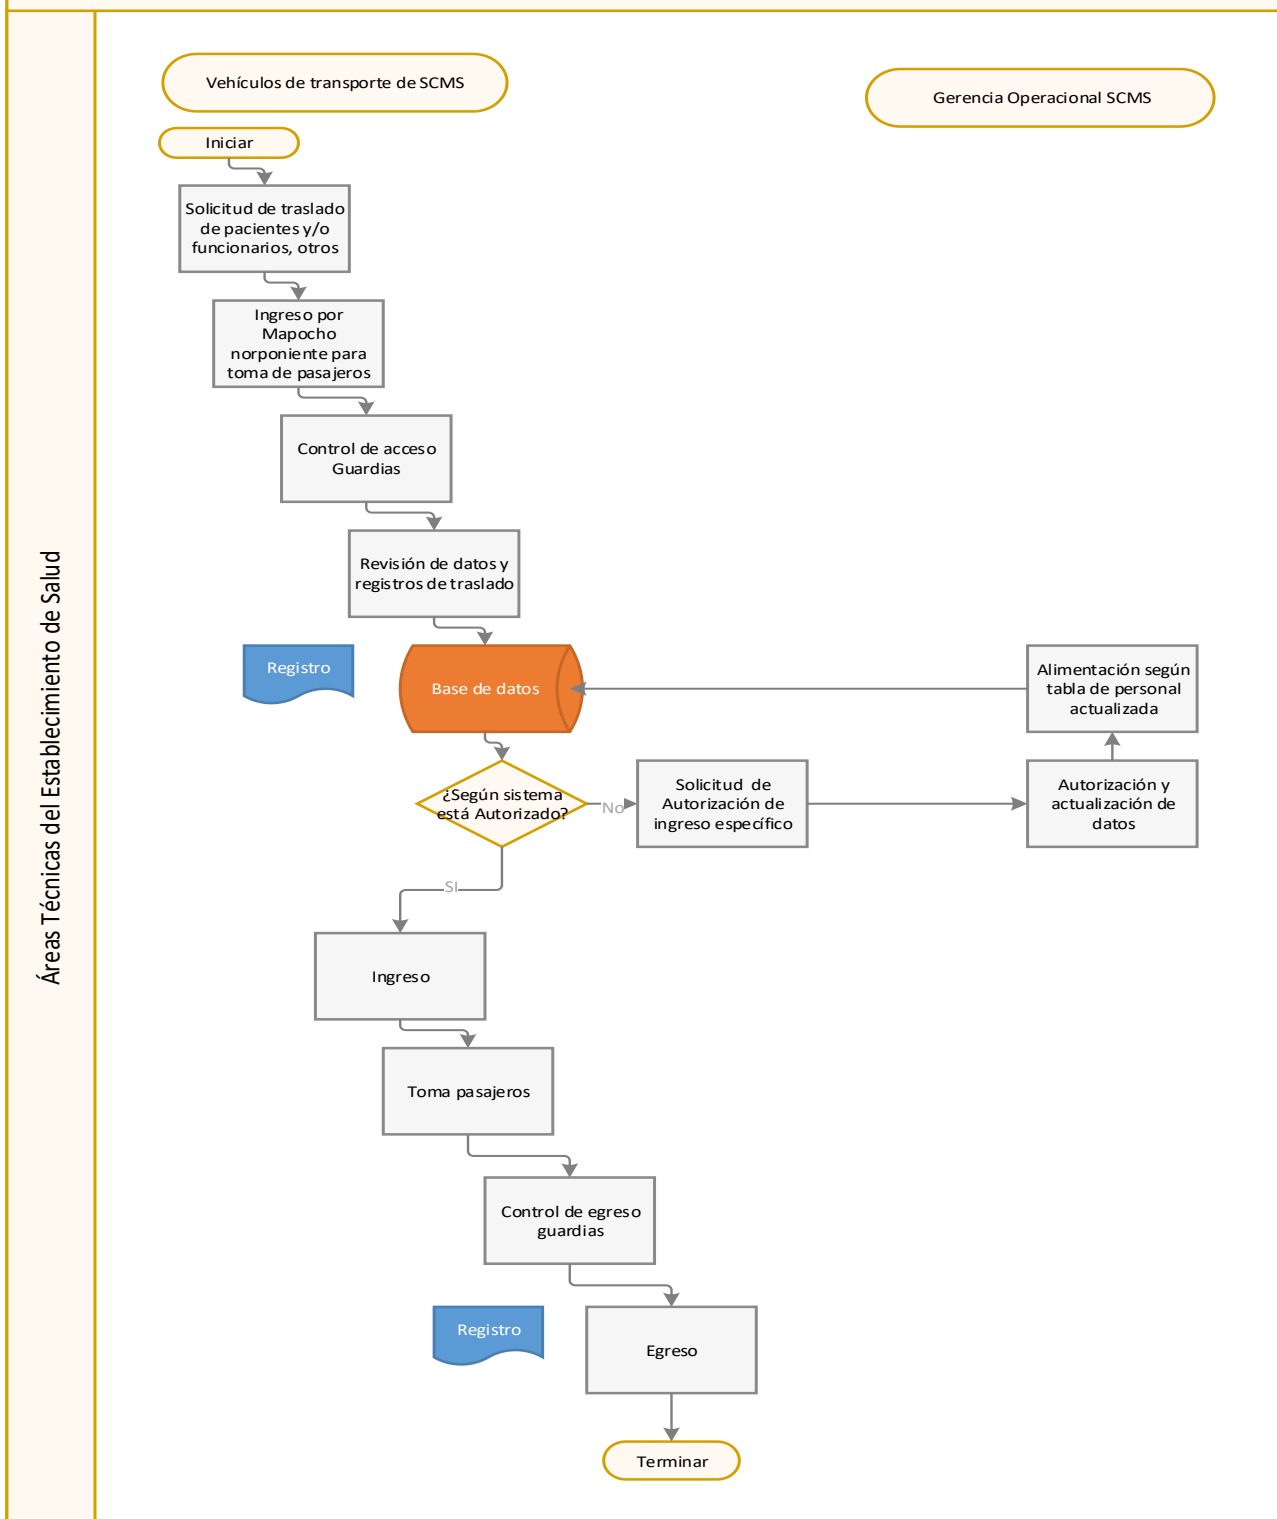 Áreas Técnicas del Establecimiento de Salud
Vehículos de transporte de SCMS
Gerencia Operacional SCMS
Iniciar
Solicitud de traslado
de pacientes y/o
funcionarios, otros
Ingreso por
Mapocho
norponiente para
toma de pasajeros
Control de acceso
Guardias
Revisión de datos y
registros de traslado
Registro
Base de datos
Alimentación según
tabla de personal
actualizada
¿Según sistema
está Autorizado?
No
Solicitud de
Autorización de
ingreso específico
Autorización y
actualización de
datos
SI
Ingreso
Toma pasajeros
Control de egreso
guardias
Registro
Egreso
Terminar